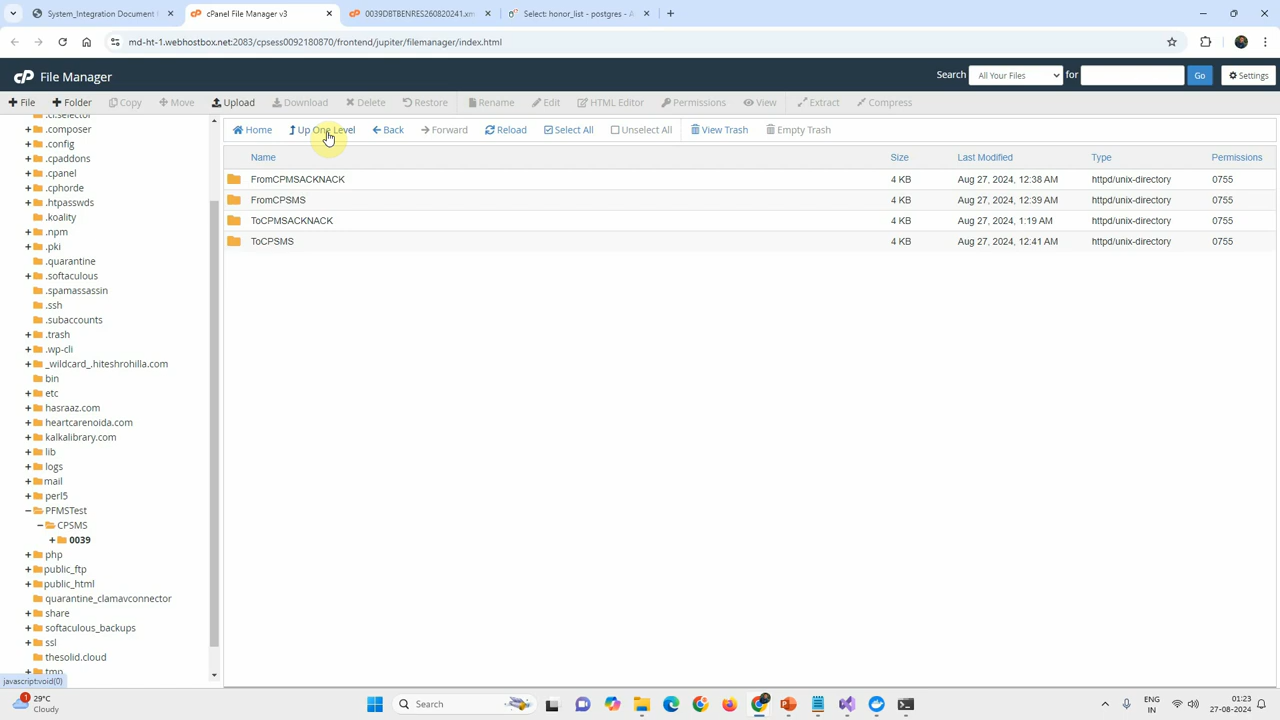 System_Integration Document
cPanel File Manager v3
0039DBTBENRES260820241.xm
Select: honor_list - postgres - A
md-ht-1.webhostbox.net:2083/cpsess0092180870/frontend/jupiter/filemanager/index.html
cP File Manager
Search All Your Files for Go Settings
File Folder Copy Move Upload Download Delete Restore Rename Edit HTML Editor Permissions View Extract Compress
Home Up One Level Back Forward Reload Select All Unselect All View Trash Empty Trash
Name Size Last Modified Type Permissions
FromCPMSACKNACK 4 KB Aug 27, 2024, 12:38 AM httpd/unix-directory 0755
FromCPSMS 4 KB Aug 27, 2024, 12:39 AM httpd/unix-directory 0755
ToCPMSACKNACK 4 KB Aug 27, 2024, 1:19 AM httpd/unix-directory 0755
ToCPSMS 4 KB Aug 27, 2024, 12:41 AM httpd/unix-directory 0755
.cl.selector
.composer
.config
.cpaddons
.cpanel
.cphorde
.htpasswds
.koality
.npm
.pki
.quarantine
.softaculous
.spamassassin
.ssh
.subaccounts
.trash
.wp-cli
_wildcard_.hiteshrohilla.com
bin
etc
hasraaz.com
heartcarenoida.com
kalkalibrary.com
lib
logs
mail
perl5
PFMSTest
CPSMS
0039
php
public_ftp
public_html
quarantine_clamavconnector
share
softaculous_backups
ssl
thesolid.cloud
tmp
javascript:void(0)
1
29°C
Cloudy
Search
ENG
IN
01:23
27-08-2024